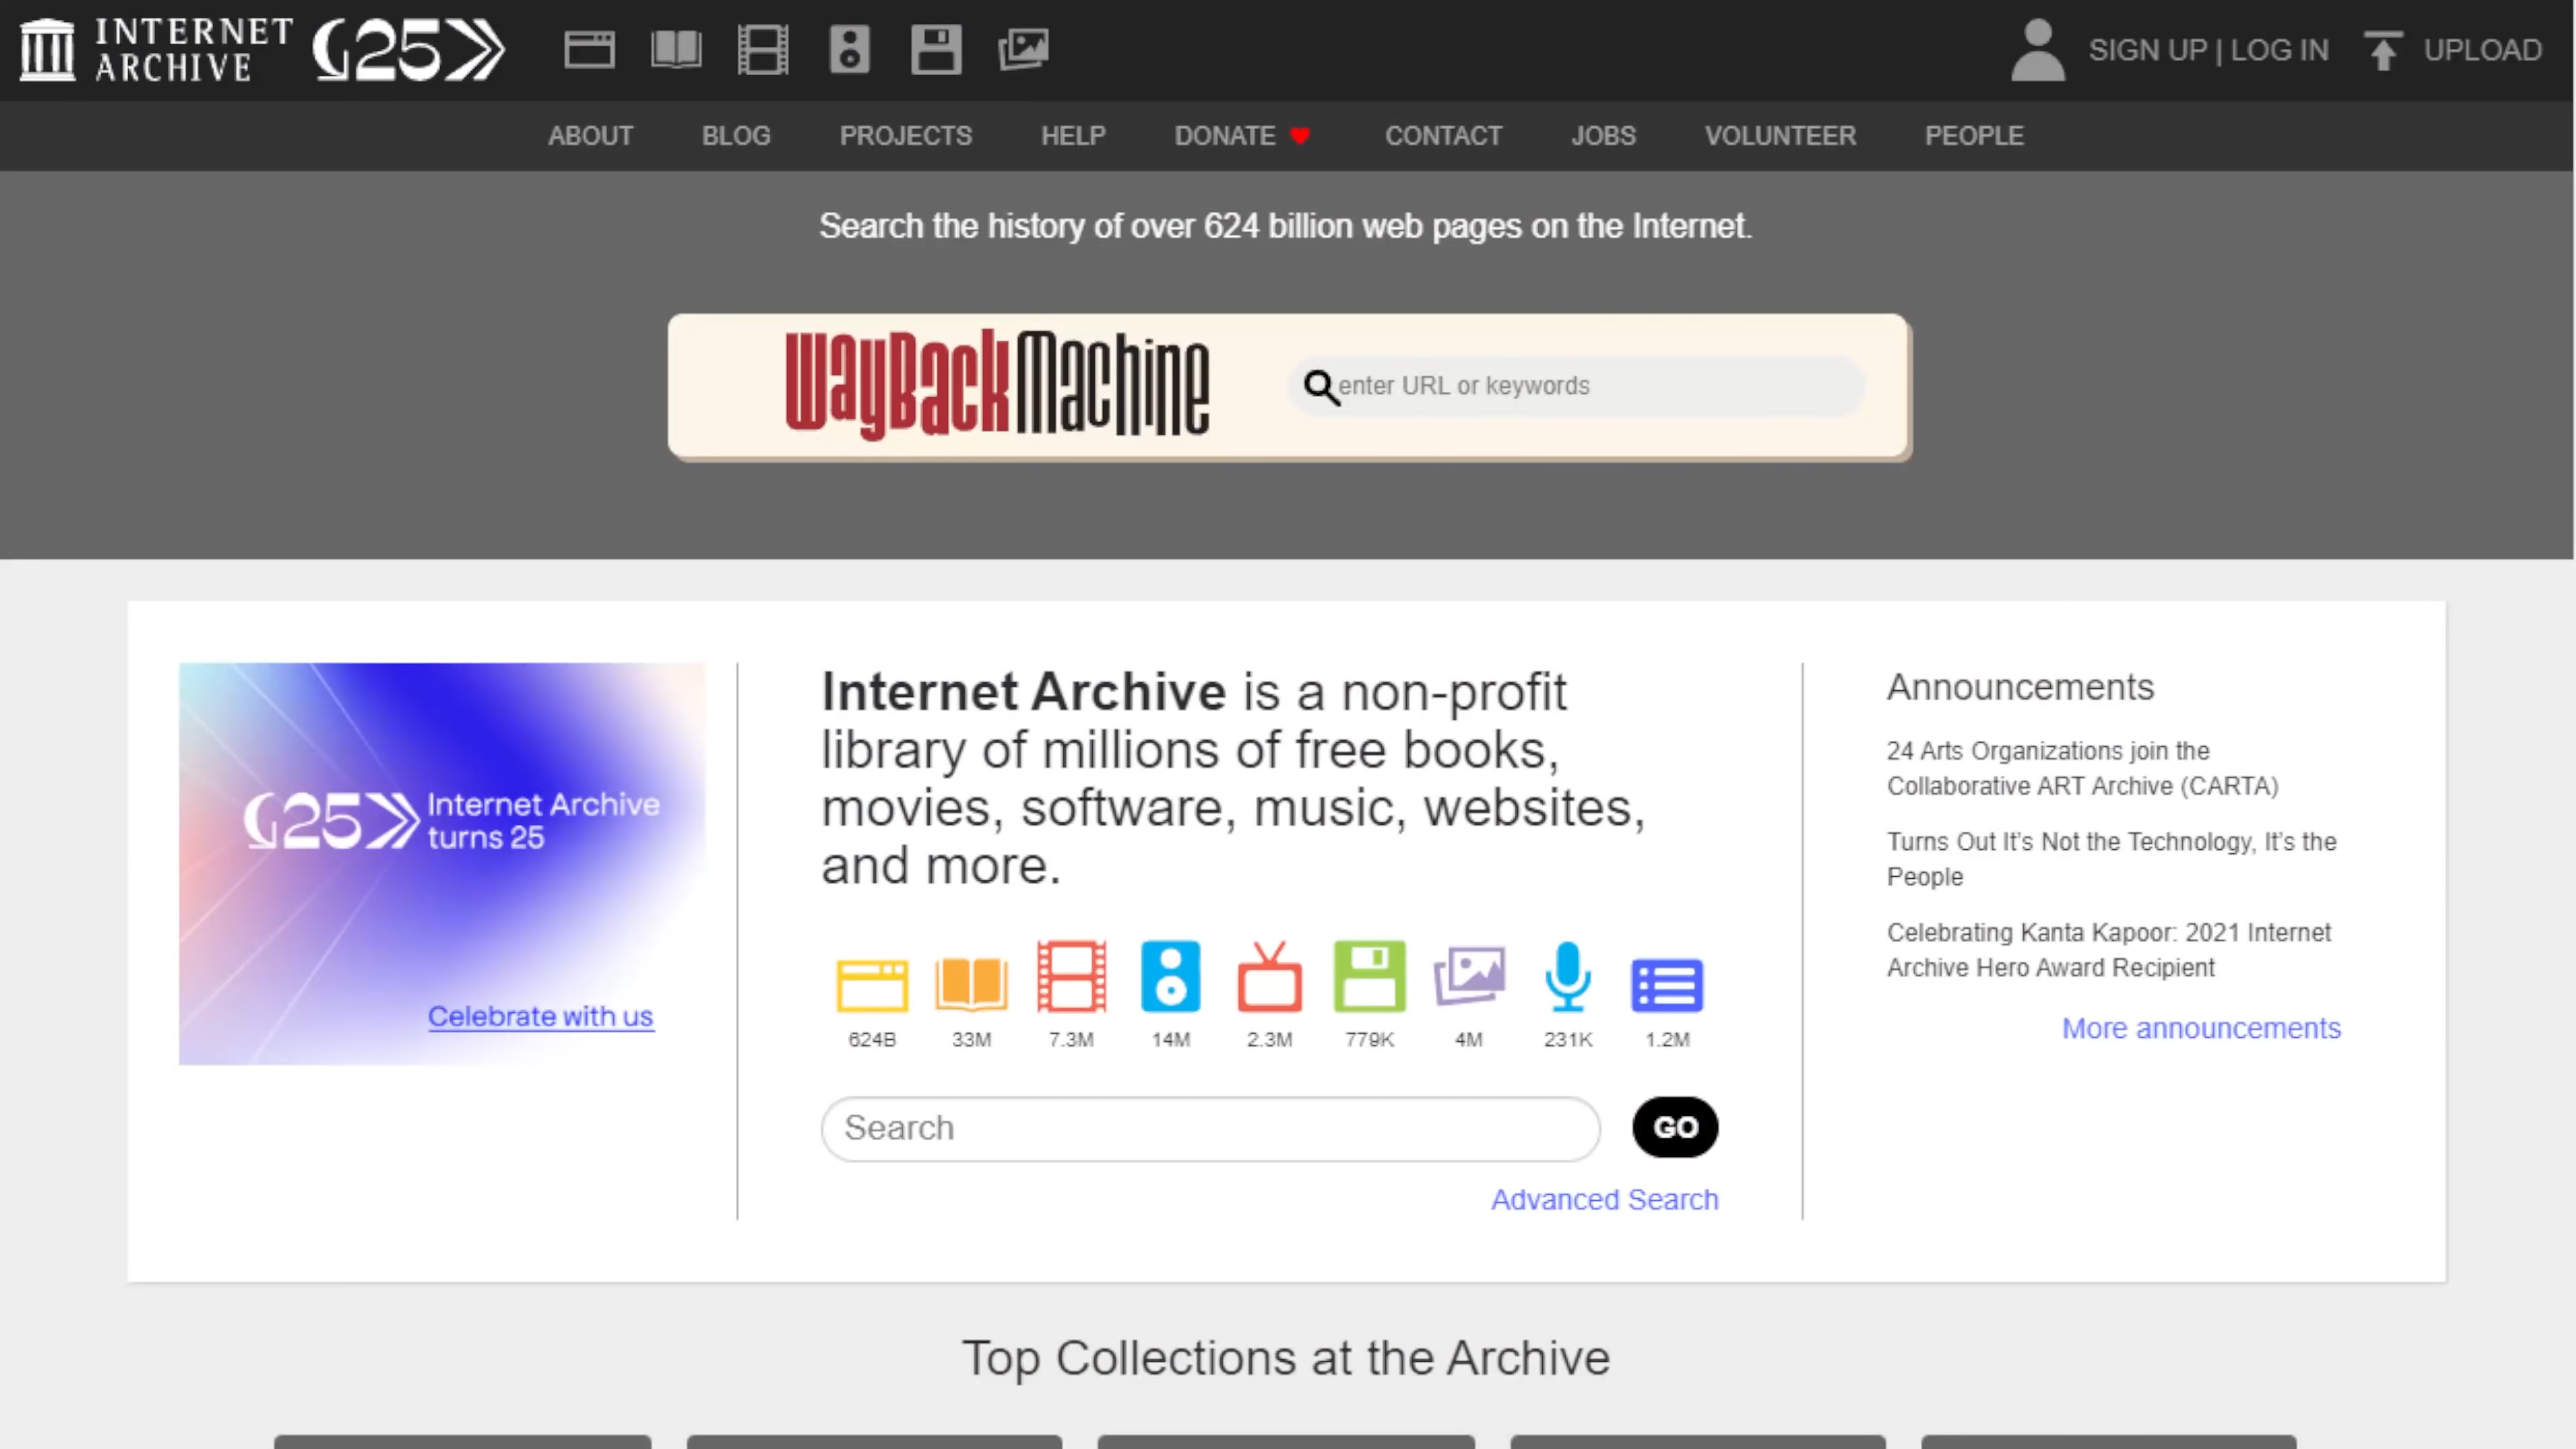 INTERNET
ARCHIVE
25
SIGN UP | LOG IN
UPLOAD
ABOUT
BLOG
PROJECTS
HELP
DONATE
CONTACT
JOBS
VOLUNTEER
PEOPLE
Search the history of over 624 billion web pages on the Internet.
WayBackMachine
enter URL or keywords
25
Internet Archive
turns 25
Celebrate with us
Internet Archive is a non-profit
library of millions of free books,
movies, software, music, websites,
and more.
624B
33M
7.3M
14M
2.3M
779K
4M
231K
1.2M
Search
GO
Advanced Search
Announcements
24 Arts Organizations join the
Collaborative ART Archive (CARTA)
Turns Out It's Not the Technology, It's the
People
Celebrating Kanta Kapoor: 2021 Internet
Archive Hero Award Recipient
More announcements
Top Collections at the Archive